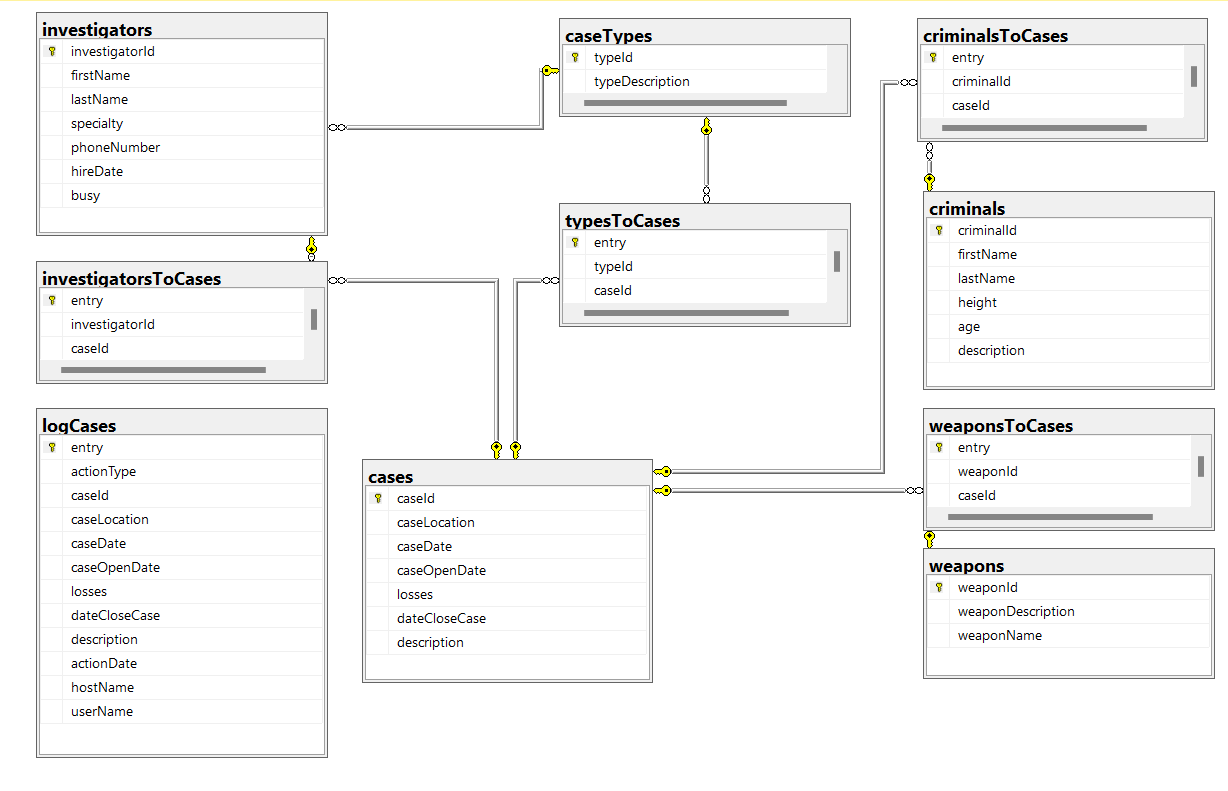 investigators
investigatorId
firstName
lastName
specialty
phoneNumber
hireDate
busy
caseTypes
typeId
typeDescription
criminalsToCases
entry
criminalId
caseId
typesToCases
entry
typeId
caseId
criminals
criminalId
firstName
lastName
height
age
description
investigatorsToCases
entry
investigatorId
caseId
logCases
entry
actionType
caseId
caseLocation
caseDate
caseOpenDate
losses
dateCloseCase
description
actionDate
hostName
userName
cases
caseId
caseLocation
caseDate
caseOpenDate
losses
dateCloseCase
description
weaponsToCases
entry
weaponId
caseId
weapons
weaponId
weaponDescription
weaponName